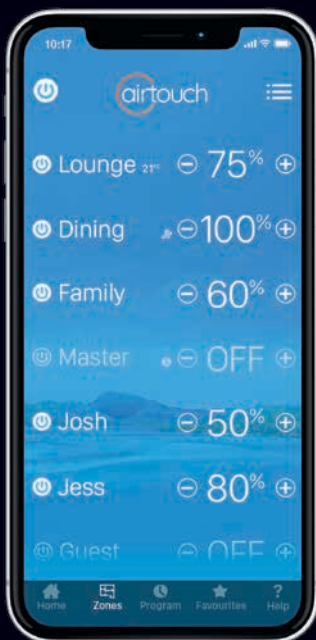 10:17
airtouch
Lounge 21°c 75%
Dining 100%
Family 60%
Master OFF
Josh 50%
Jess 80%
Guest OFF
Home Zones Program Favourites ? Help